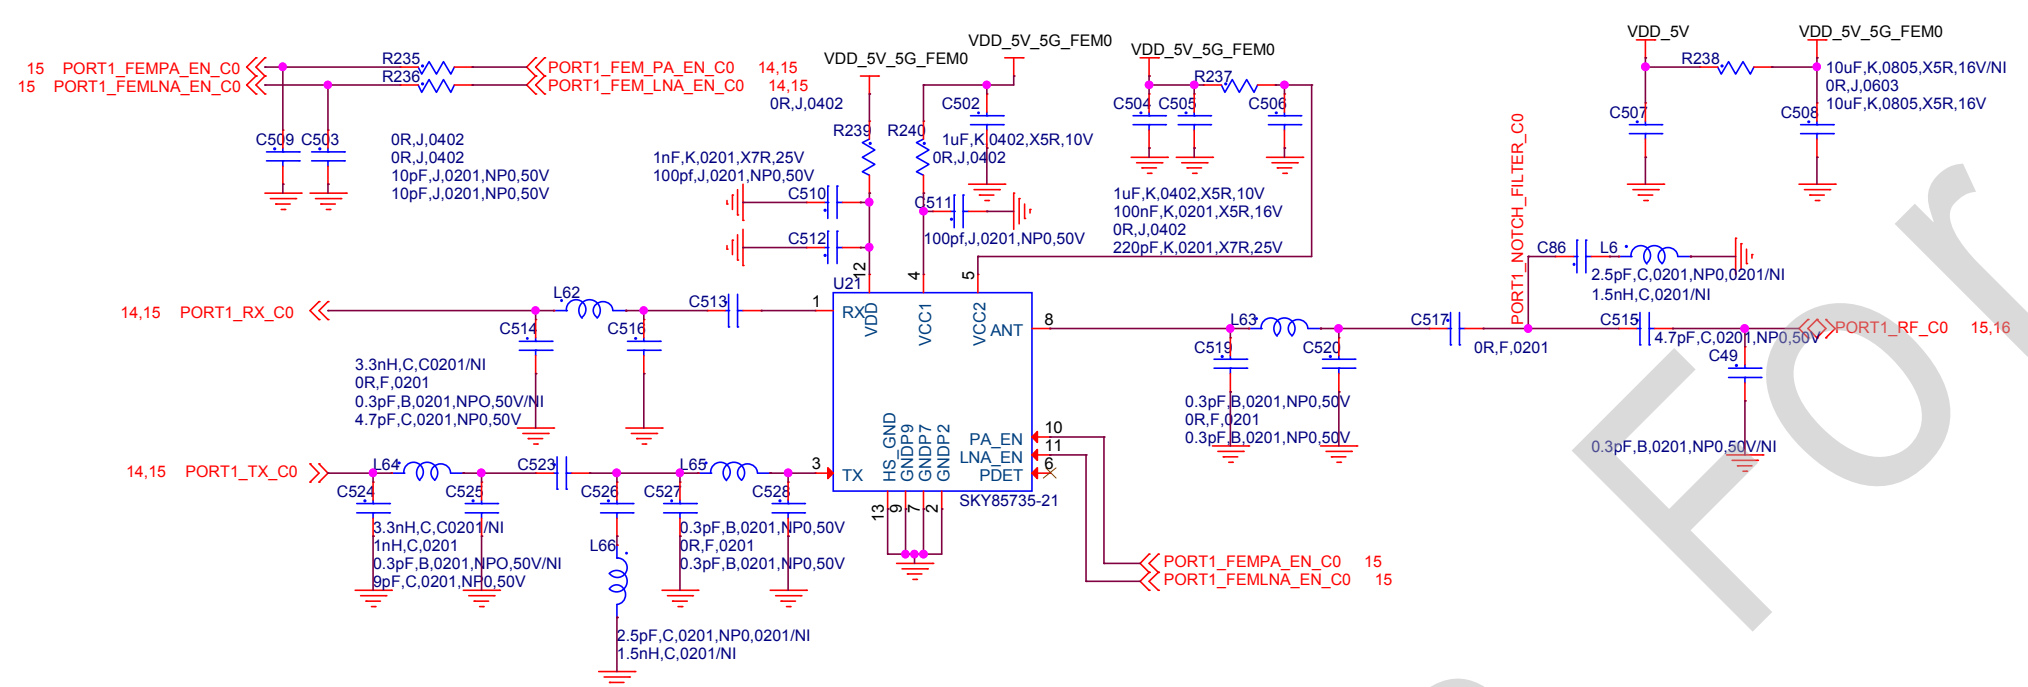 VDD_5V_5G_FEM0
VDD_5V_5G_FEM0
VDD_5V_5G_FEM0
VDD_5V
VDD_5V_5G_FEM0
15 PORT1_FEMPA_EN_C0
R235
PORT1_FEM_PA_EN_C0 14,15
15 PORT1_FEMLNA_EN_C0
R236
PORT1_FEM_LNA_EN_C0 14,15
C509
C503
0R,J,0402
0R,J,0402
10pF,J,0201,NP0,50V
10pF,J,0201,NP0,50V
0R,J,0402
R239
R240
C502
1uF,K,0402,X5R,10V
0R,J,0402
1nF,K,0201,X7R,25V
100pf,J,0201,NP0,50V
C510
C512
C511
100pf,J,0201,NP0,50V
R237
C504
C505
C506
1uF,K,0402,X5R,10V
100nF,K,0201,X5R,16V
0R,J,0402
220pF,K,0201,X7R,25V
R238
10uF,K,0805,X5R,16V/NI
0R,J,0603
10uF,K,0805,X5R,16V
C507
C508
PORT1_NOTCH_FILTER_C0
C86
L6
2.5pF,C,0201,NP0,0201/NI
1.5nH,C,0201/NI
14,15 PORT1_RX_C0
L62
C513
C514
C516
3.3nH,C,C0201/NI
0R,F,0201
0.3pF,B,0201,NPO,50V/NI
4.7pF,C,0201,NP0,50V
U21
12
4
5
1
RX
VDD
VCC1
VCC2
ANT
8
L63
C519
C520
0.3pF,B,0201,NP0,50V
0R,F,0201
0.3pF,B,0201,NP0,50V
C517
0R,F,0201
C515
4.7pF,C,0201,NP0,50V
PORT1_RF_C0 15,16
C49
0.3pF,B,0201,NP0,50V/NI
14,15 PORT1_TX_C0
L64
C523
L65
3
TX
HS_GND
GNDP9
GNDP7
GNDP2
PA_EN
10
LNA_EN
11
PDET
6
13
9
7
2
SKY85735-21
C524
C525
C526
C527
C528
3.3nH,C,C0201/NI
1nH,C,0201
0.3pF,B,0201,NPO,50V/NI
9pF,C,0201,NP0,50V
L66
0.3pF,B,0201,NP0,50V
0R,F,0201
0.3pF,B,0201,NP0,50V
2.5pF,C,0201,NP0,0201/NI
1.5nH,C,0201/NI
PORT1_FEMPA_EN_C0 15
PORT1_FEMLNA_EN_C0 15
For